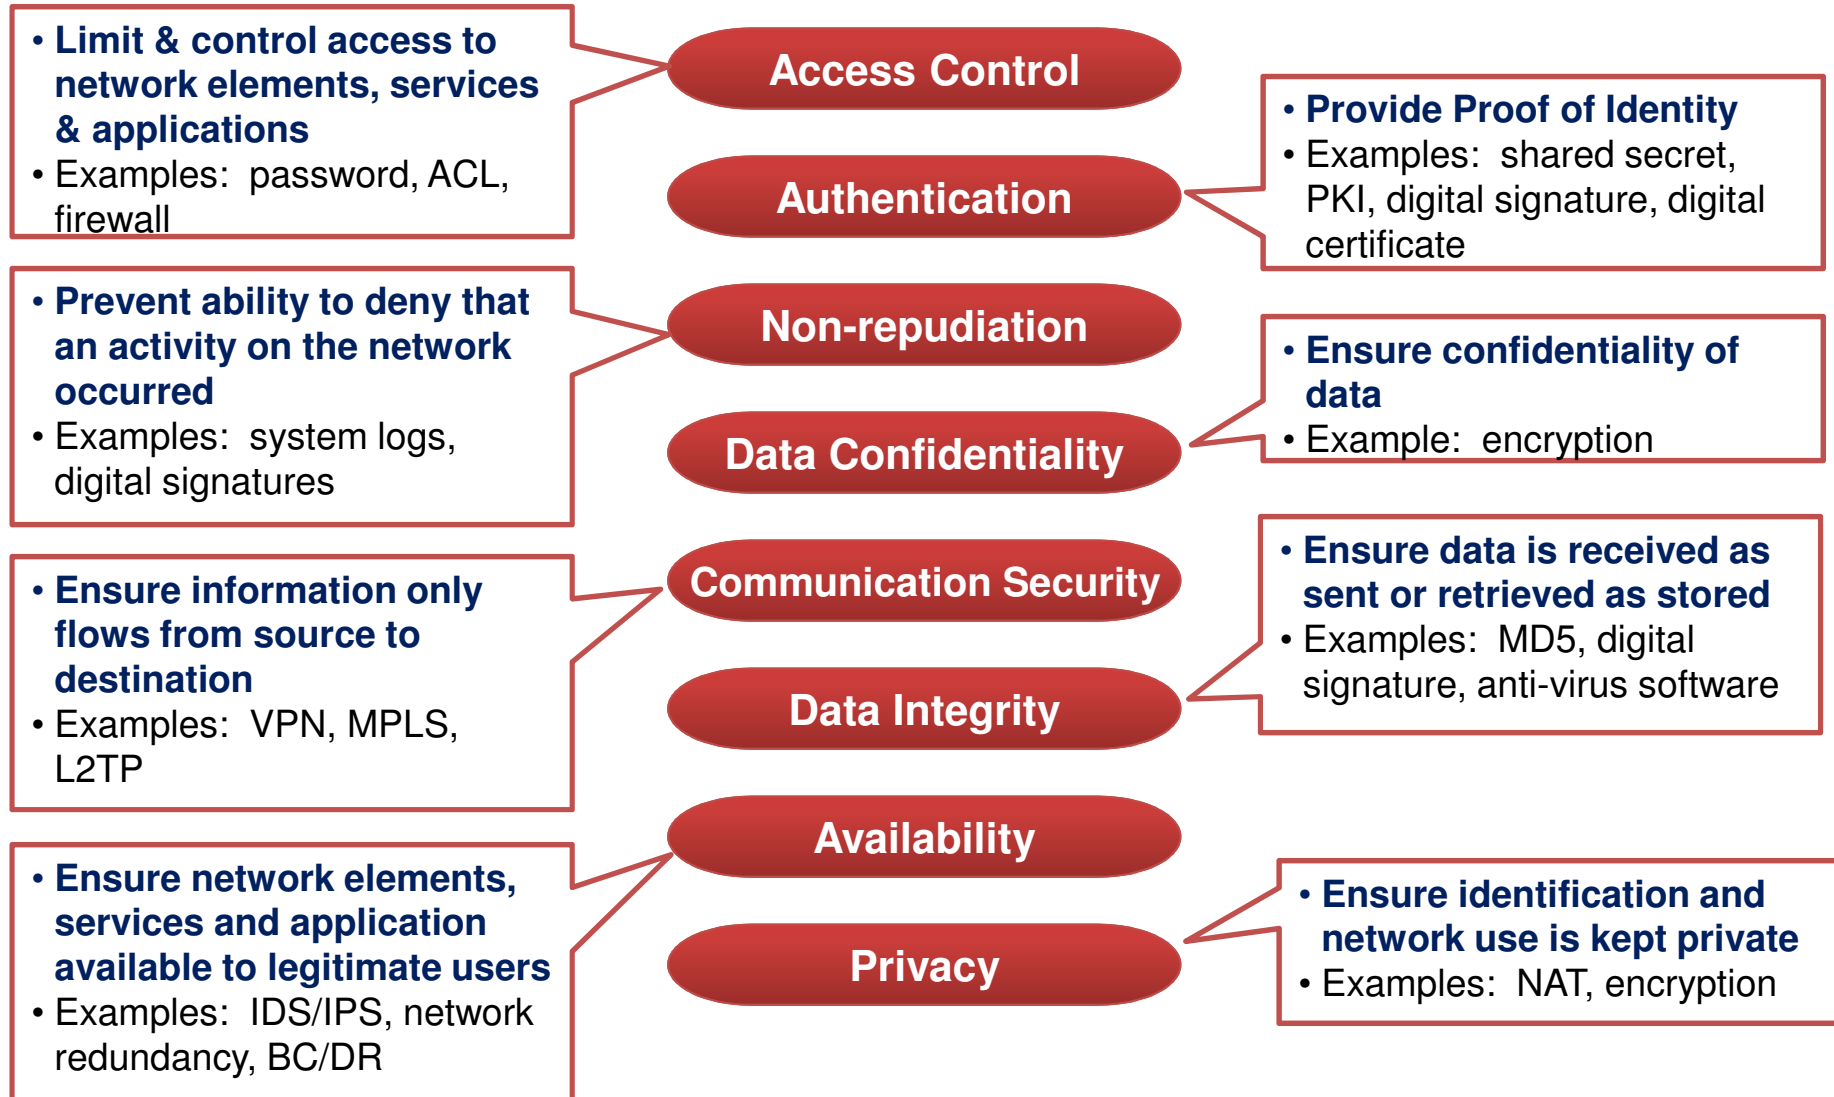 • Limit & control access to
network elements, services
& applications
• Examples: password, ACL,
firewall
Access Control
• Provide Proof of Identity
• Examples: shared secret,
PKI, digital signature, digital
certificate
Authentication
• Prevent ability to deny that
an activity on the network
occurred
• Examples: system logs,
digital signatures
Non-repudiation
• Ensure confidentiality of
data
• Example: encryption
Data Confidentiality
• Ensure information only
flows from source to
destination
• Examples: VPN, MPLS,
L2TP
Communication Security
• Ensure data is received as
sent or retrieved as stored
• Examples: MD5, digital
signature, anti-virus software
Data Integrity
• Ensure network elements,
services and application
available to legitimate users
• Examples: IDS/IPS, network
redundancy, BC/DR
Availability
• Ensure identification and
network use is kept private
• Examples: NAT, encryption
Privacy